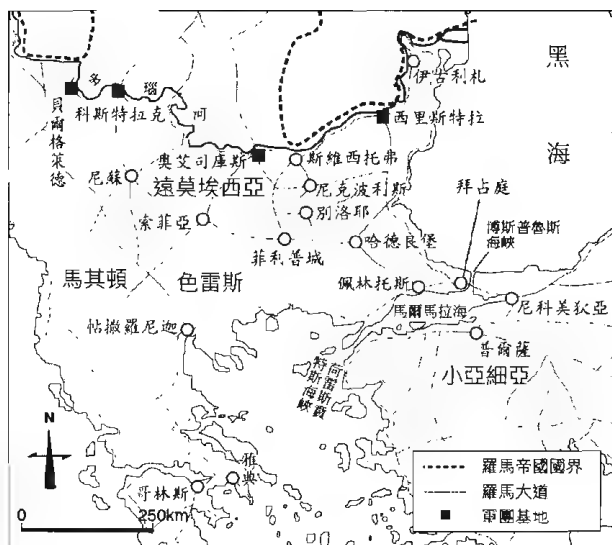 黑海
伊古利札
多瑙河
貝爾格萊德
科斯特拉克
西里斯特拉
奧艾司庫斯
斯維西托弗
尼錸
遠莫埃西亞
尼克波利斯
別洛耶
拜占庭
索菲亞
博斯普魯斯
海峽
菲利普城
哈德良堡
馬其頓
色雷斯
佩林托斯
馬爾馬拉海
尼科美狄亞
帖撒羅尼迦
普爾薩
小亞細亞
荷雷斯賽
特斯海峽
N
雅典
哥林斯
0
250km
羅馬帝國國界
羅馬大道
軍團基地